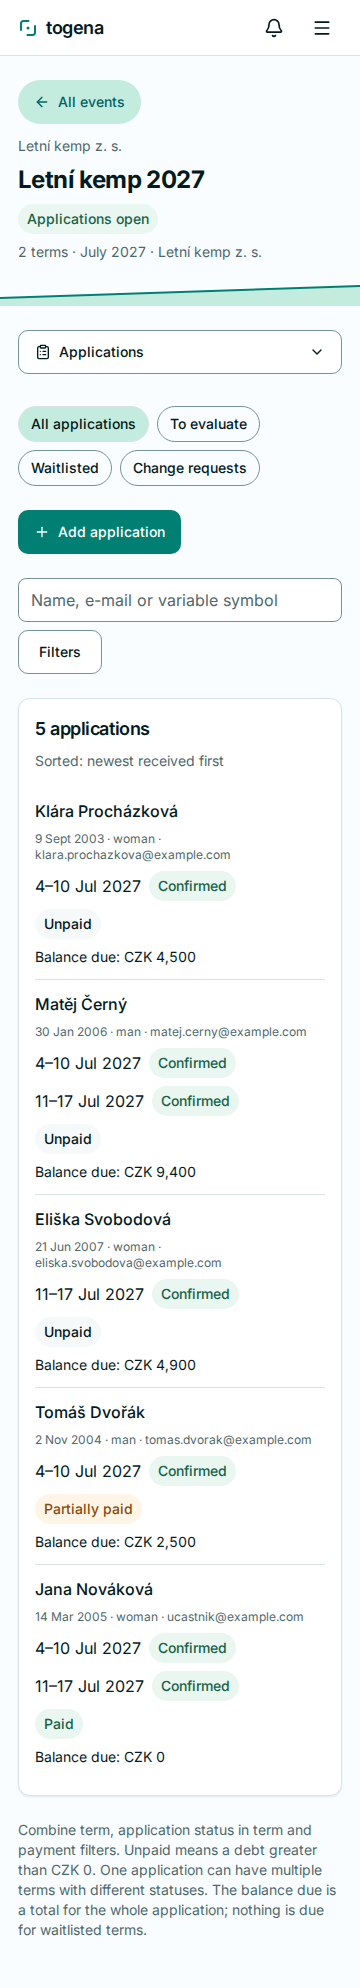 togena
All events
Letní kemp z. s.
Letní kemp 2027
Applications open
2 terms · July 2027 · Letní kemp z. s.
Applications
All applications
To evaluate
Waitlisted
Change requests
Add application
Name, e-mail or variable symbol
Filters
5 applications
Sorted: newest received first
Klára Procházková
9 Sept 2003 · woman ·
klara.prochazkova@example.com
4–10 Jul 2027 Confirmed
Unpaid
Balance due: CZK 4,500
Matěj Černý
30 Jan 2006 · man · matej.cerny@example.com
4–10 Jul 2027 Confirmed
11–17 Jul 2027 Confirmed
Unpaid
Balance due: CZK 9,400
Eliška Svobodová
21 Jun 2007 · woman ·
eliska.svobodova@example.com
11–17 Jul 2027 Confirmed
Unpaid
Balance due: CZK 4,900
Tomáš Dvořák
2 Nov 2004 · man · tomas.dvorak@example.com
4–10 Jul 2027 Confirmed
Partially paid
Balance due: CZK 2,500
Jana Nováková
14 Mar 2005 · woman · ucastnik@example.com
4–10 Jul 2027 Confirmed
11–17 Jul 2027 Confirmed
Paid
Balance due: CZK 0
Combine term, application status in term and
payment filters. Unpaid means a debt greater
than CZK 0. One application can have multiple
terms with different statuses. The balance due is
a total for the whole application; nothing is due
for waitlisted terms.